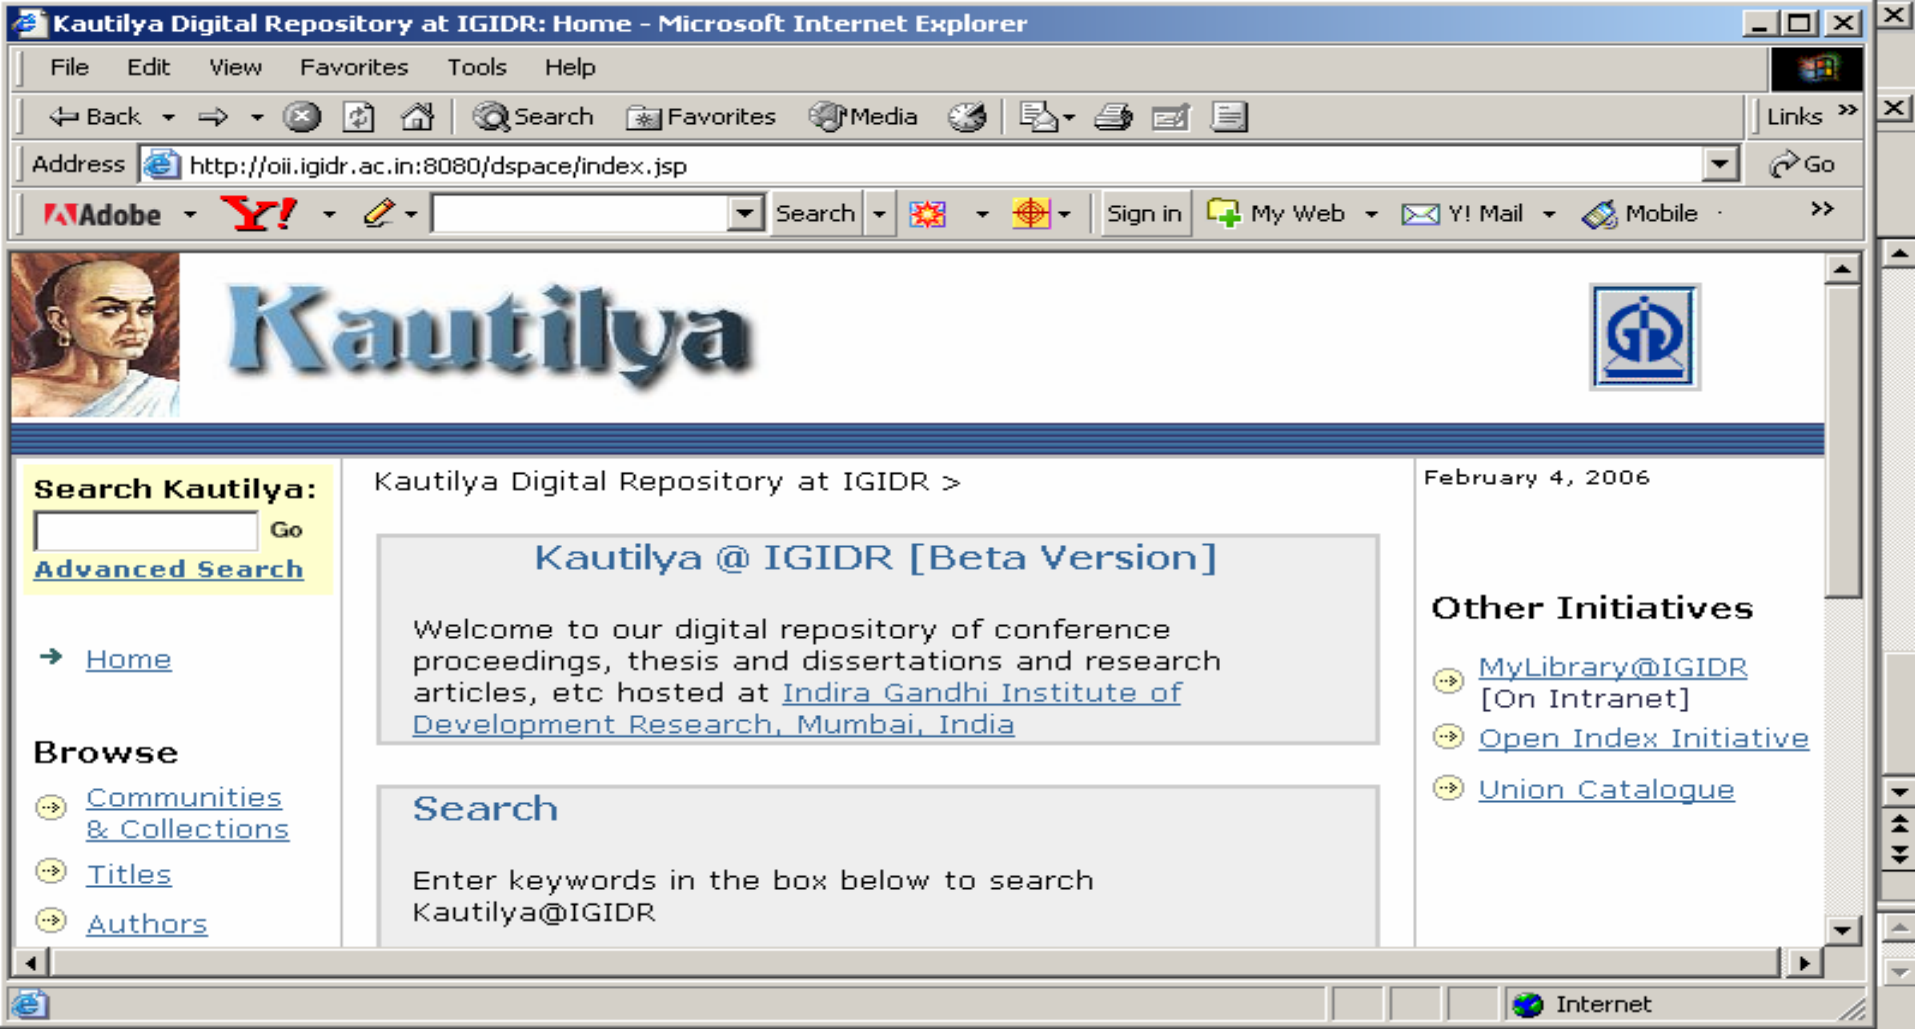 Kautilya Digital Repository at IGIDR: Home - Microsoft Internet Explorer
File Edit View Favorites Tools Help
Back Search Favorites Media Links »
Address http://oii.igidr.ac.in:8080/dspace/index.jsp Go
Adobe Y! Search Sign in My Web Y! Mail Mobile »
Kautilya
Search Kautilya:
Go
Advanced Search
Home
Browse
Communities
& Collections
Titles
Authors
Kautilya Digital Repository at IGIDR >
Kautilya @ IGIDR [Beta Version]
Welcome to our digital repository of conference
proceedings, thesis and dissertations and research
articles, etc hosted at Indira Gandhi Institute of
Development Research, Mumbai, India
Search
Enter keywords in the box below to search
Kautilya@IGIDR
February 4, 2006
Other Initiatives
MyLibrary@IGIDR
[On Intranet]
Open Index Initiative
Union Catalogue
Internet